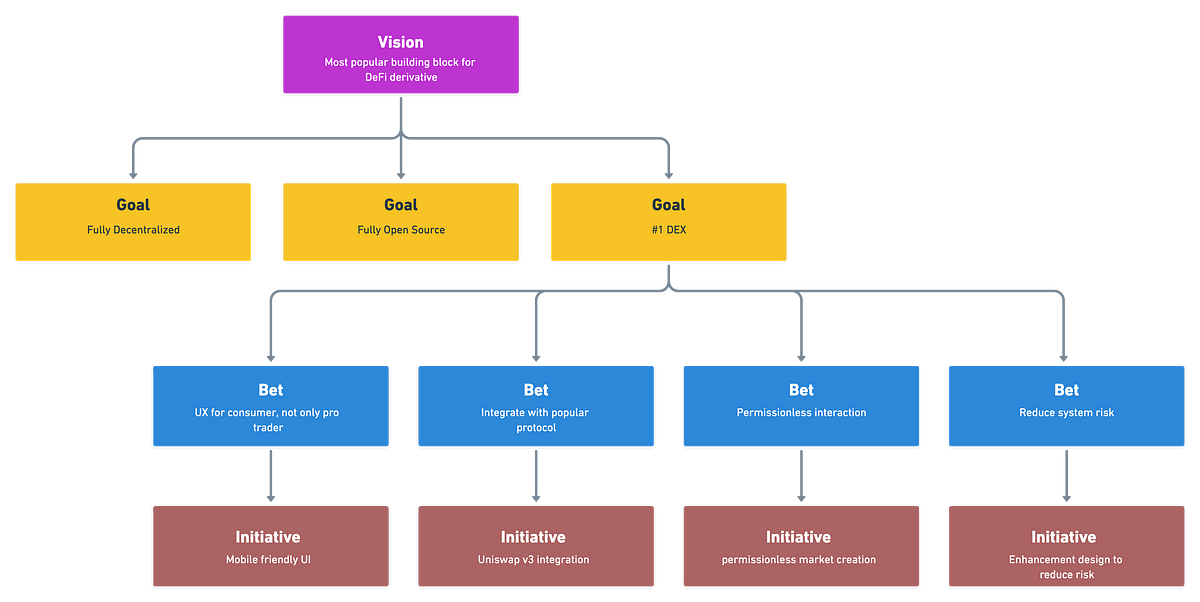 Vision
Most popular building block for
DeFi derivative
Goal
Fully Decentralized
Goal
Fully Open Source
Goal
#1 DEX
Bet
UX for consumer, not only pro
trader
Bet
Integrate with popular
protocol
Bet
Permissionless interaction
Bet
Reduce system risk
Initiative
Mobile friendly UI
Initiative
Uniswap v3 integration
Initiative
permissionless market creation
Initiative
Enhancement design to
reduce risk